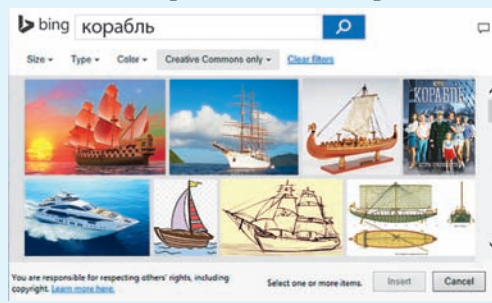 bing корабль
Size Type Color Creative Commons only Clear filters
КОРАБЛЬ
You are responsible for respecting others' rights, including
copyright. Learn more here.
Select one or more items. Insert Cancel